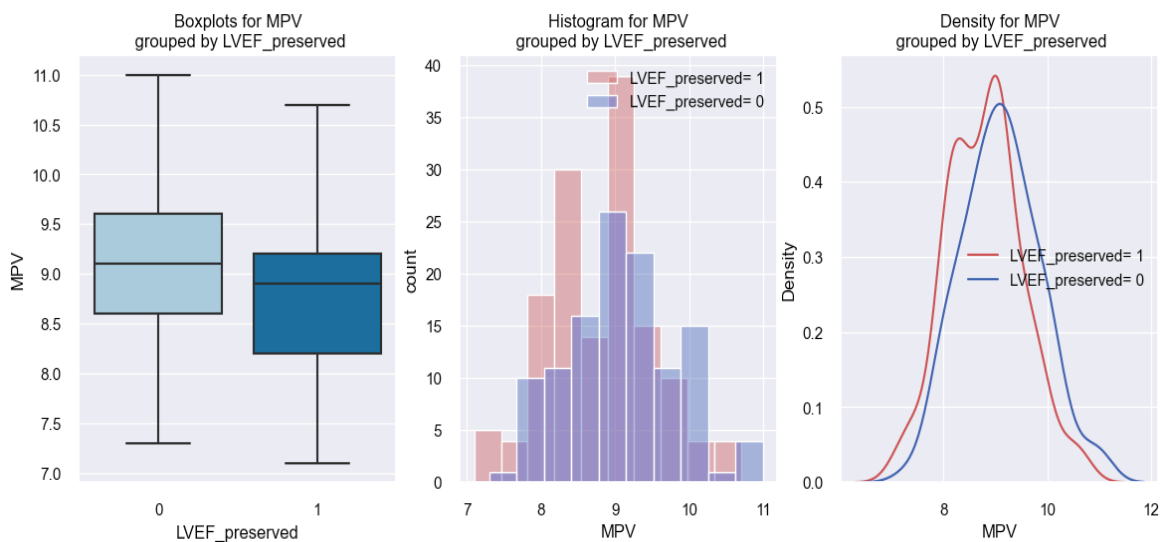 Boxplots for MPV
grouped by LVEF_preserved
MPV
11.0
10.5
10.0
9.5
9.0
8.5
8.0
7.5
7.0
0
1
LVEF_preserved
Histogram for MPV
grouped by LVEF_preserved
LVEF_preserved= 1
LVEF_preserved= 0
count
40
35
30
25
20
15
10
5
0
7
8
9
10
11
MPV
Density for MPV
grouped by LVEF_preserved
LVEF_preserved= 1
LVEF_preserved= 0
Density
0.5
0.4
0.3
0.2
0.1
0.0
8
10
12
MPV